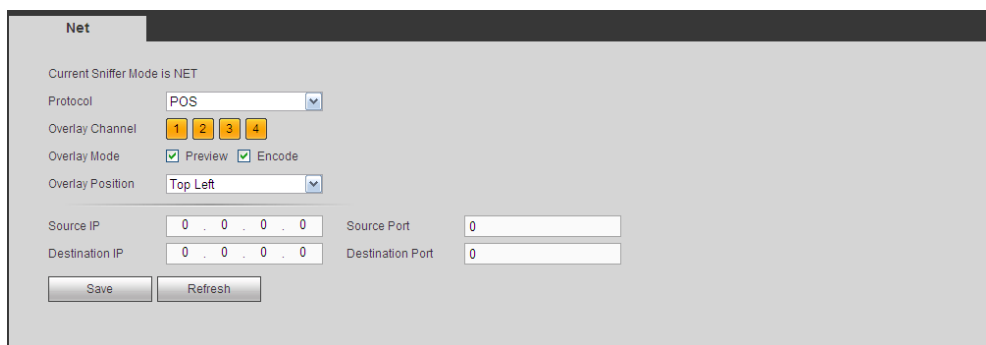 Net
Current Sniffer Mode is NET
Protocol POS
Overlay Channel 1 2 3 4
Overlay Mode Preview Encode
Overlay Position Top Left
Source IP 0 . 0 . 0 . 0 Source Port 0
Destination IP 0 . 0 . 0 . 0 Destination Port 0
Save Refresh